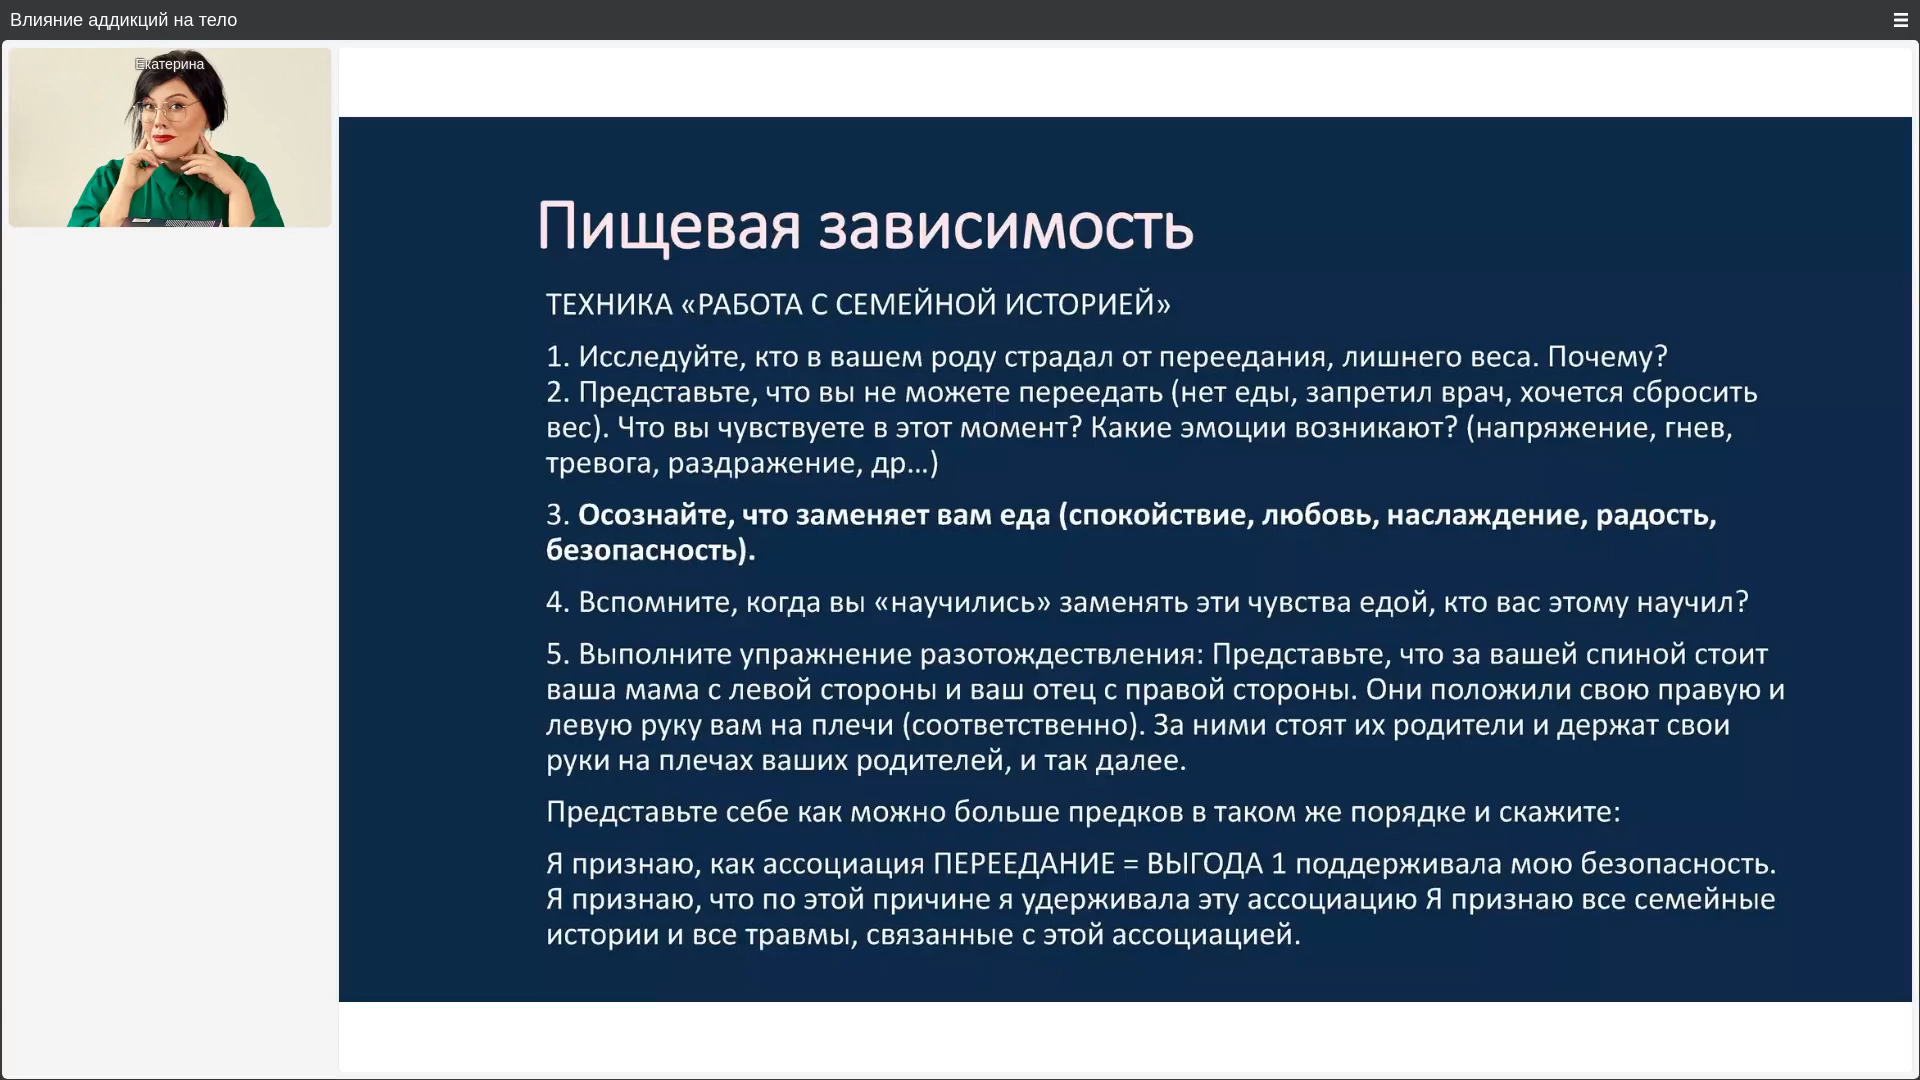 Влияние аддикций на тело
Екатерина
Пищевая зависимость
ТЕХНИКА «РАБОТА С СЕМЕЙНОЙ ИСТОРИЕЙ»
1. Исследуйте, кто в вашем роду страдал от переедания, лишнего веса. Почему?
2. Представьте, что вы не можете переедать (нет еды, запретил врач, хочется сбросить
вес). Что вы чувствуете в этот момент? Какие эмоции возникают? (напряжение, гнев,
тревога, раздражение, др...)
3. Осознайте, что заменяет вам еда (спокойствие, любовь, наслаждение, радость,
безопасность).
4. Вспомните, когда вы «научились» заменять эти чувства едой, кто вас этому научил?
5. Выполните упражнение разотождествления: Представьте, что за вашей спиной стоит
ваша мама с левой стороны и ваш отец с правой стороны. Они положили свою правую и
левую руку вам на плечи (соответственно). За ними стоят их родители и держат свои
руки на плечах ваших родителей, и так далее.
Представьте себе как можно больше предков в таком же порядке и скажите:
Я признаю, как ассоциация ПЕРЕЕДАНИЕ = ВЫГОДА 1 поддерживала мою безопасность.
Я признаю, что по этой причине я удерживала эту ассоциацию Я признаю все семейные
истории и все травмы, связанные с этой ассоциацией.